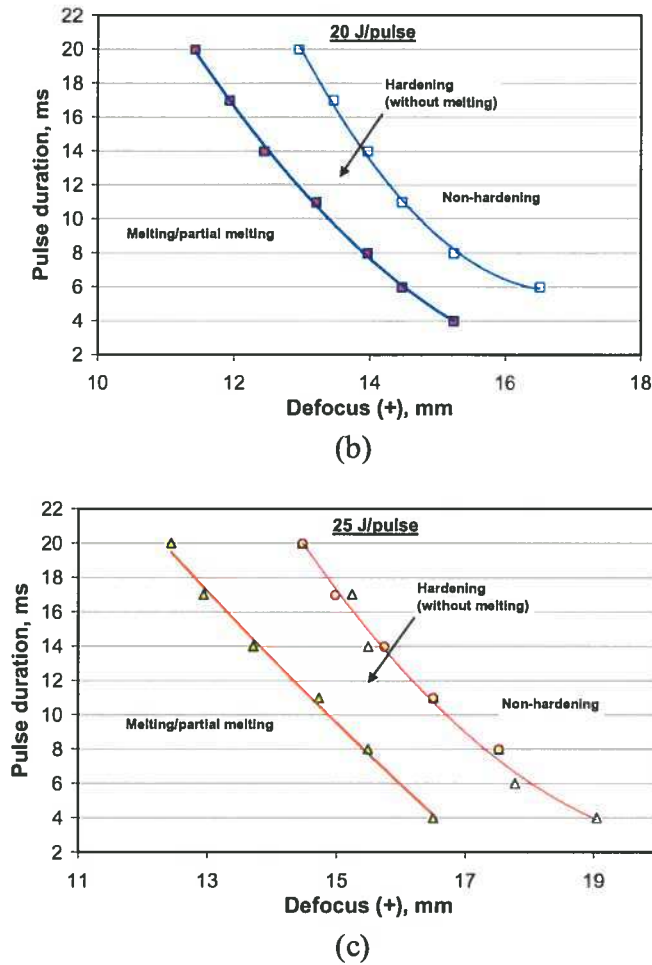 20 J/pulse
22
20
18
16
14
12
10
8
6
4
2
Pulse duration, ms
Hardening
(without melting)
Non-hardening
Melting/partial melting
10 12 14 16 18
Defocus (+), mm
(b)
25 J/pulse
22
20
18
16
14
12
10
8
6
4
2
Pulse duration, ms
Hardening
(without melting)
Non-hardening
Melting/partial melting
11 13 15 17 19
Defocus (+), mm
(c)